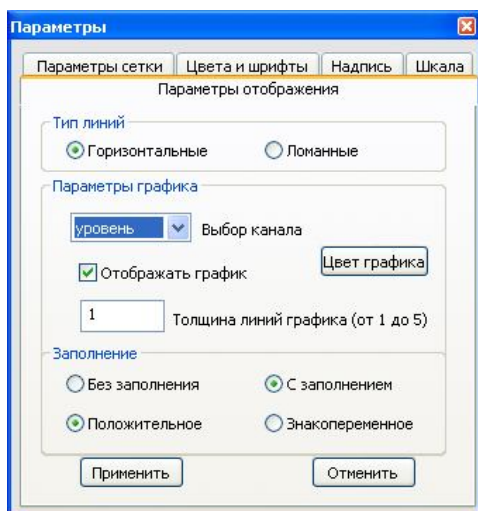 Параметры
Параметры сетки Цвета и шрифты Надпись Шкала
Параметры отображения
Тип линий
Горизонтальные Ломанные
Параметры графика
уровень Выбор канала
Цвет графика
Отображать график
1 Толщина линий графика (от 1 до 5)
Заполнение
Без заполнения С заполнением
Положительное Знакопеременное
Применить Отменить